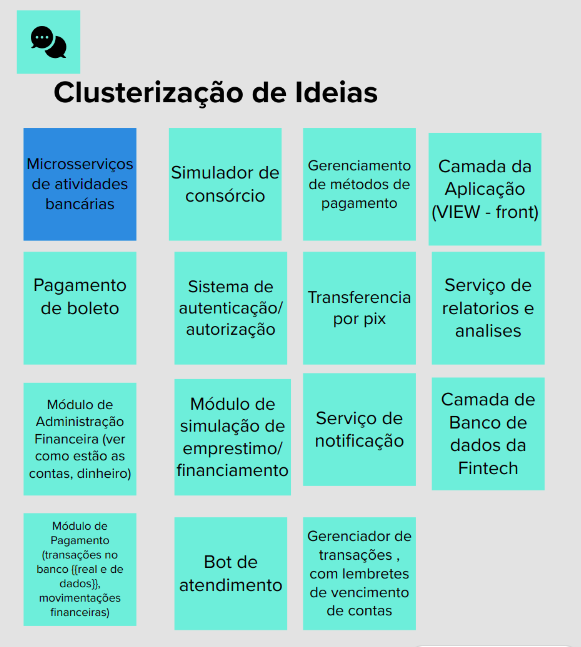 Clusterização de Ideias
Microsserviços
de atividades
bancárias
Simulador de
consórcio
Gerenciamento
de métodos de
pagamento
Camada da
Aplicação
(VIEW - front)
Pagamento
de boleto
Sistema de
autenticação/
autorização
Transferencia
por pix
Serviço de
relatorios e
analises
Módulo de
Administração
Financeira (ver
como estão as
contas, dinheiro)
Módulo de
simulação de
emprestimo/
financiamento
Serviço de
notificação
Camada de
Banco de
dados da
Fintech
Módulo de
Pagamento
(transações no
banco {{real e de
dados}},
movimentações
financeiras)
Bot de
atendimento
Gerenciador de
transações ,
com lembretes
de vencimento
de contas